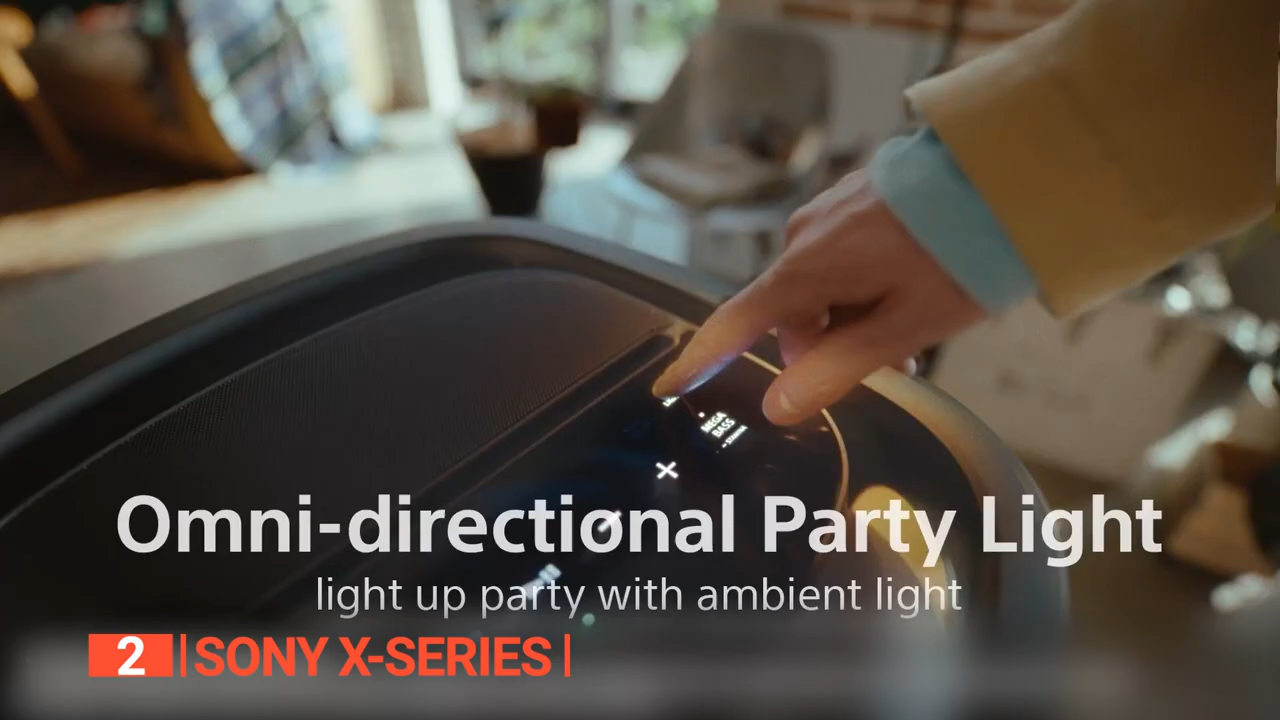 MEGA
BASS
Omni-directional Party Light
light up party with ambient light
2 | SONY X-SERIES |